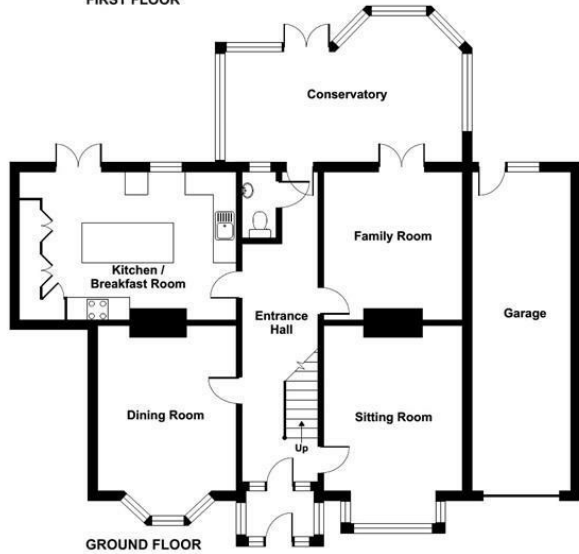 FIRST FLOOR
Conservatory
Kitchen /
Breakfast Room
Family Room
Entrance
Hall
Garage
Dining Room
Sitting Room
Up
GROUND FLOOR